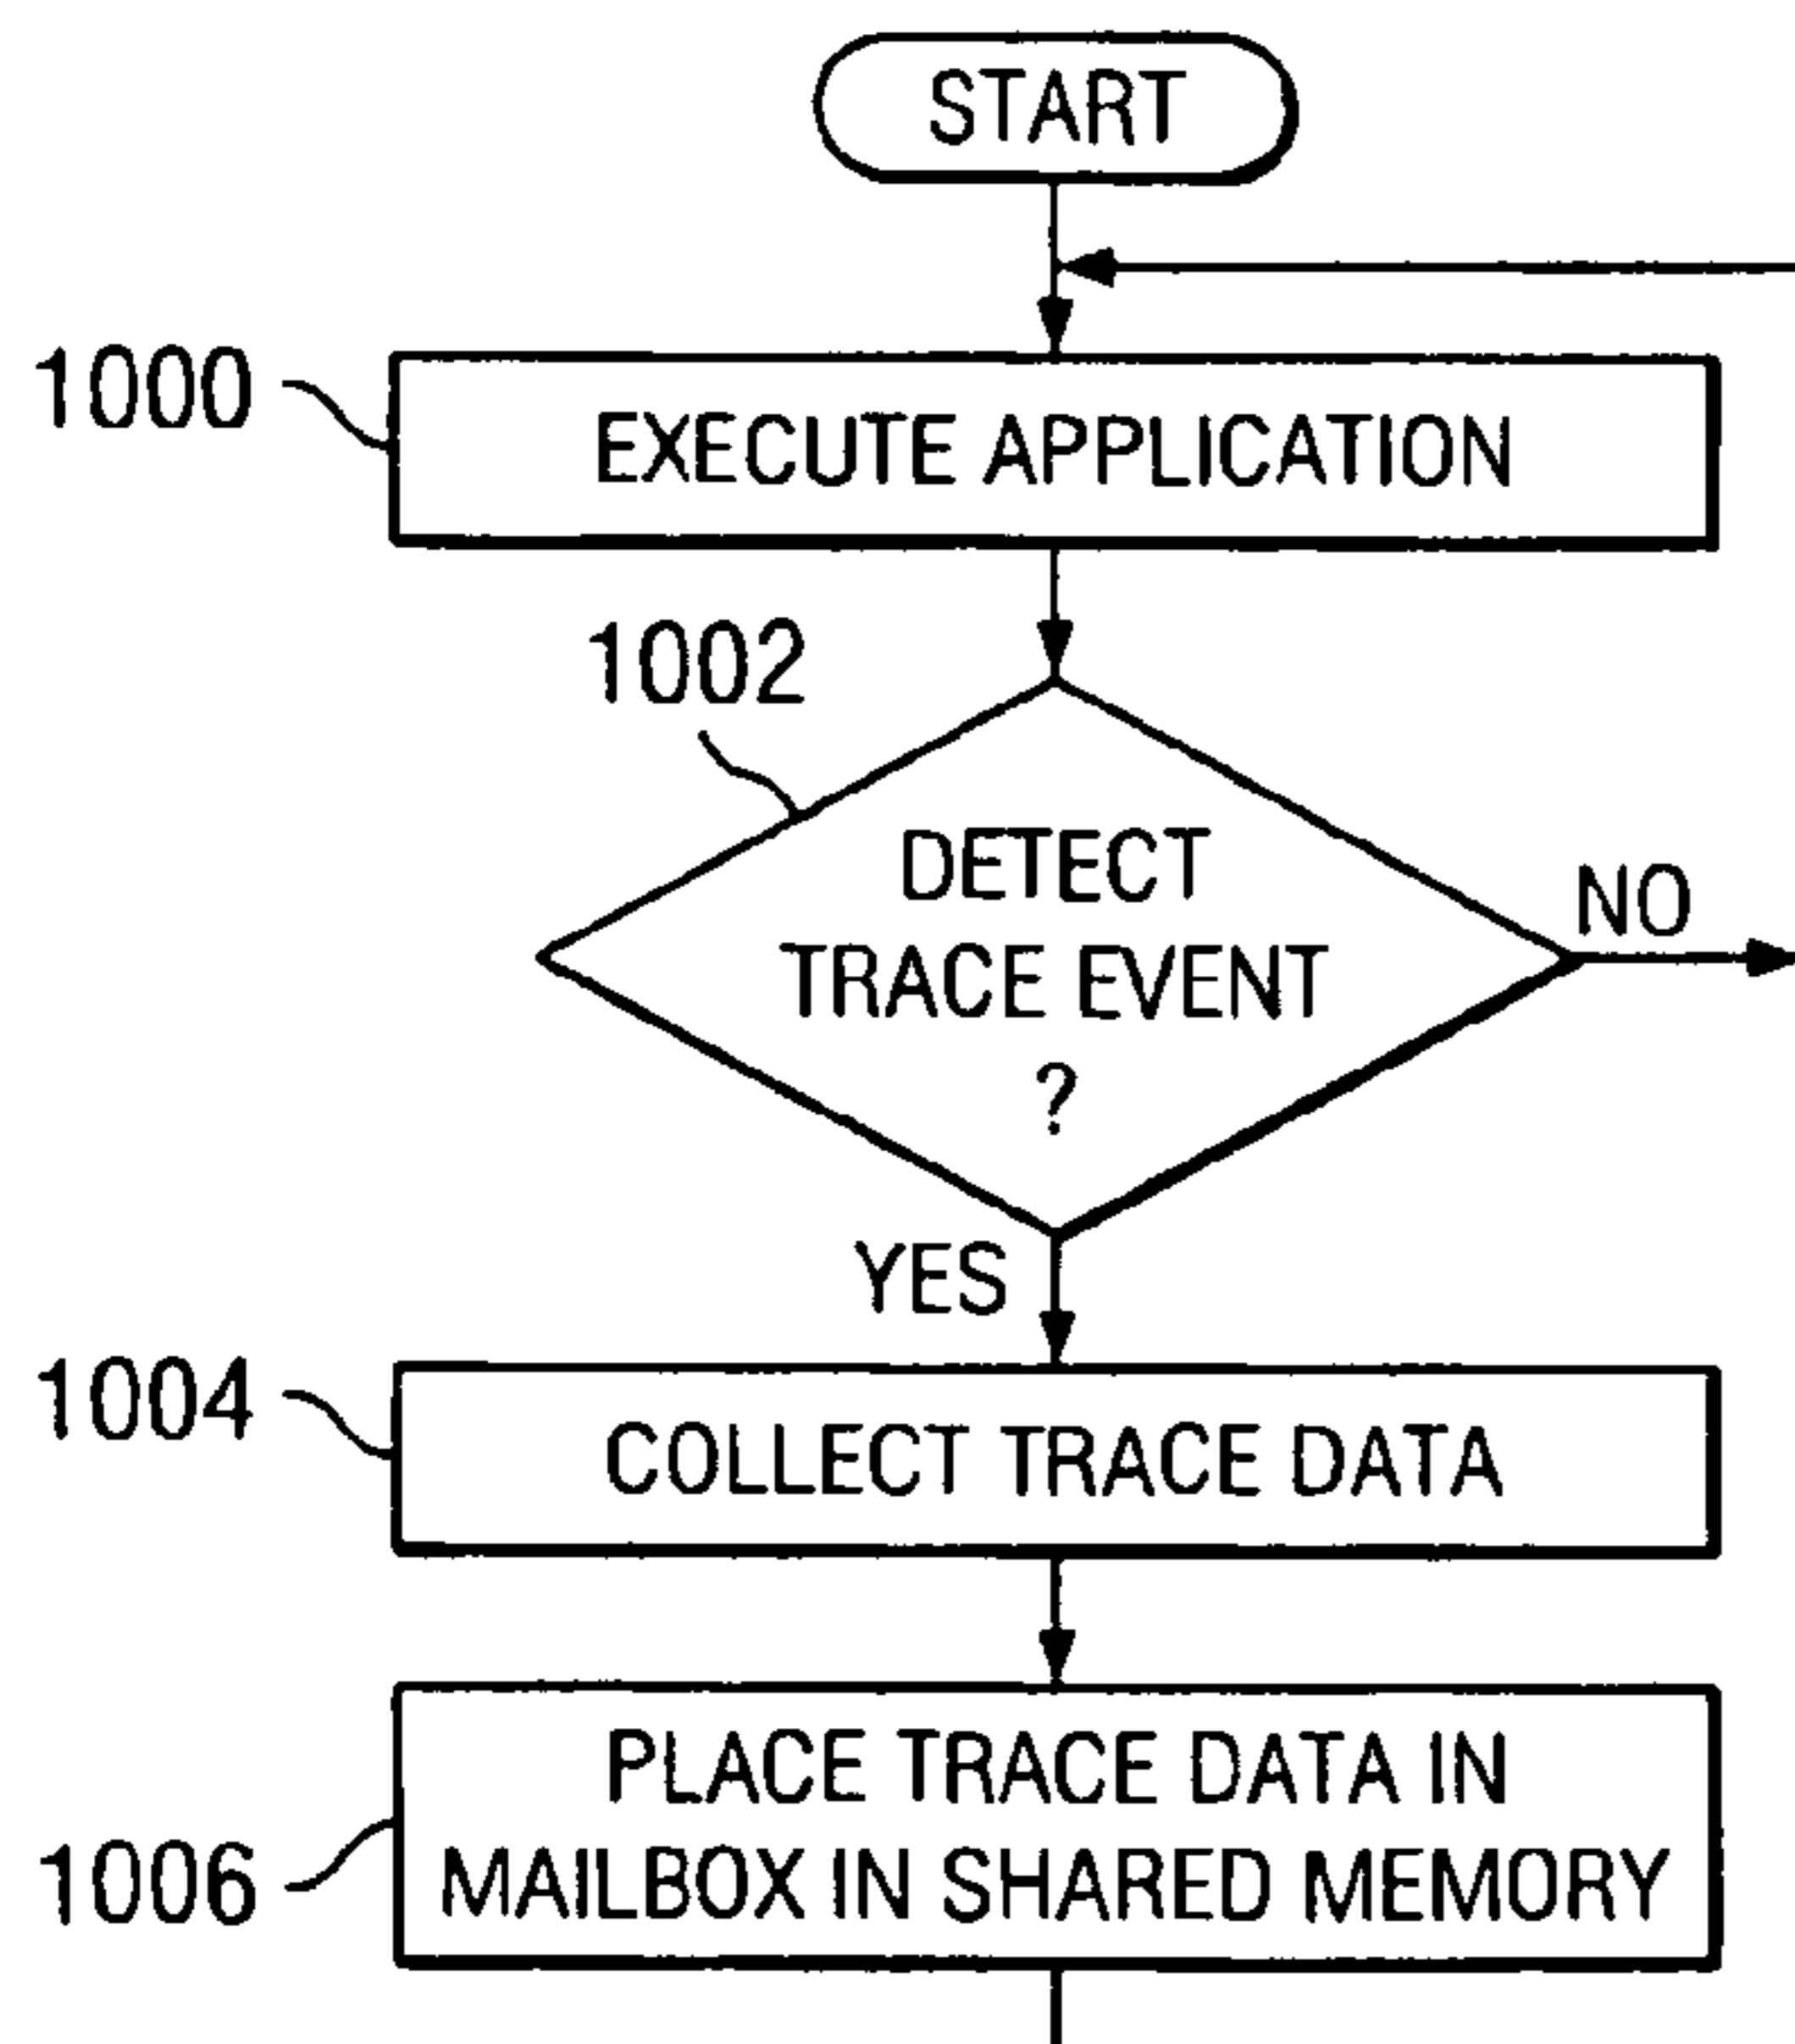 START
1000
EXECUTE APPLICATION
1002
DETECT
TRACE EVENT
?
NO
YES
1004
COLLECT TRACE DATA
PLACE TRACE DATA IN
MAILBOX IN SHARED MEMORY
1006